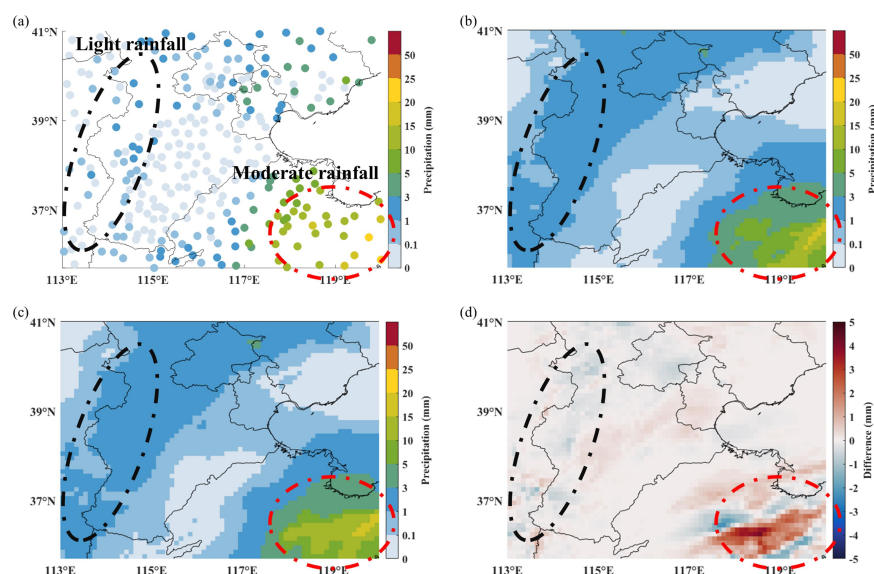 (a)
(b)
41°N
Light rainfall
39°N
Moderate rainfall
37°N
113°E
115°E
117°E
119°E
50
25
20
15
10
5
3
1
0.1
0
Precipitation (mm)
41°N
39°N
37°N
113°E
115°E
117°E
119°E
50
25
20
15
10
5
3
1
0.1
0
Precipitation (mm)
(c)
(d)
41°N
39°N
37°N
113°E
115°E
117°E
119°E
50
25
20
15
10
5
3
1
0.1
0
Precipitation (mm)
41°N
39°N
37°N
113°E
115°E
117°E
119°E
5
4
3
2
1
0
-1
-2
-3
-4
-5
Difference (mm)